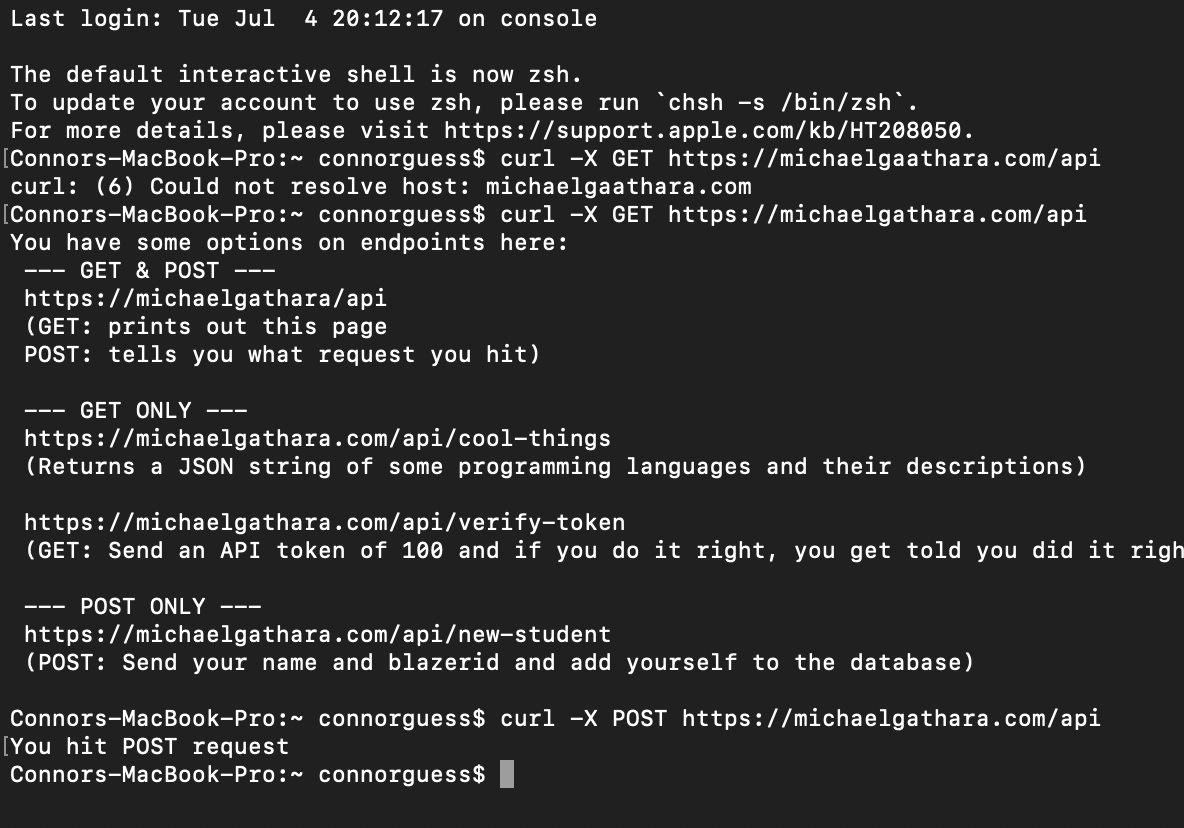 Last login: Tue Jul  4 20:12:17 on console
The default interactive shell is now zsh.
To update your account to use zsh, please run `chsh -s /bin/zsh`.
For more details, please visit https://support.apple.com/kb/HT208050.
[Connors-MacBook-Pro:~ connorguess$ curl -X GET https://michaelgaathara.com/api
curl: (6) Could not resolve host: michaelgaathara.com
[Connors-MacBook-Pro:~ connorguess$ curl -X GET https://michaelgathara.com/api
You have some options on endpoints here:
 --- GET & POST ---
 https://michaelgathara/api
 (GET: prints out this page
 POST: tells you what request you hit)
 --- GET ONLY ---
 https://michaelgathara.com/api/cool-things
 (Returns a JSON string of some programming languages and their descriptions)
 https://michaelgathara.com/api/verify-token
 (GET: Send an API token of 100 and if you do it right, you get told you did it righ
 --- POST ONLY ---
 https://michaelgathara.com/api/new-student
 (POST: Send your name and blazerid and add yourself to the database)
Connors-MacBook-Pro:~ connorguess$ curl -X POST https://michaelgathara.com/api
[You hit POST request
Connors-MacBook-Pro:~ connorguess$